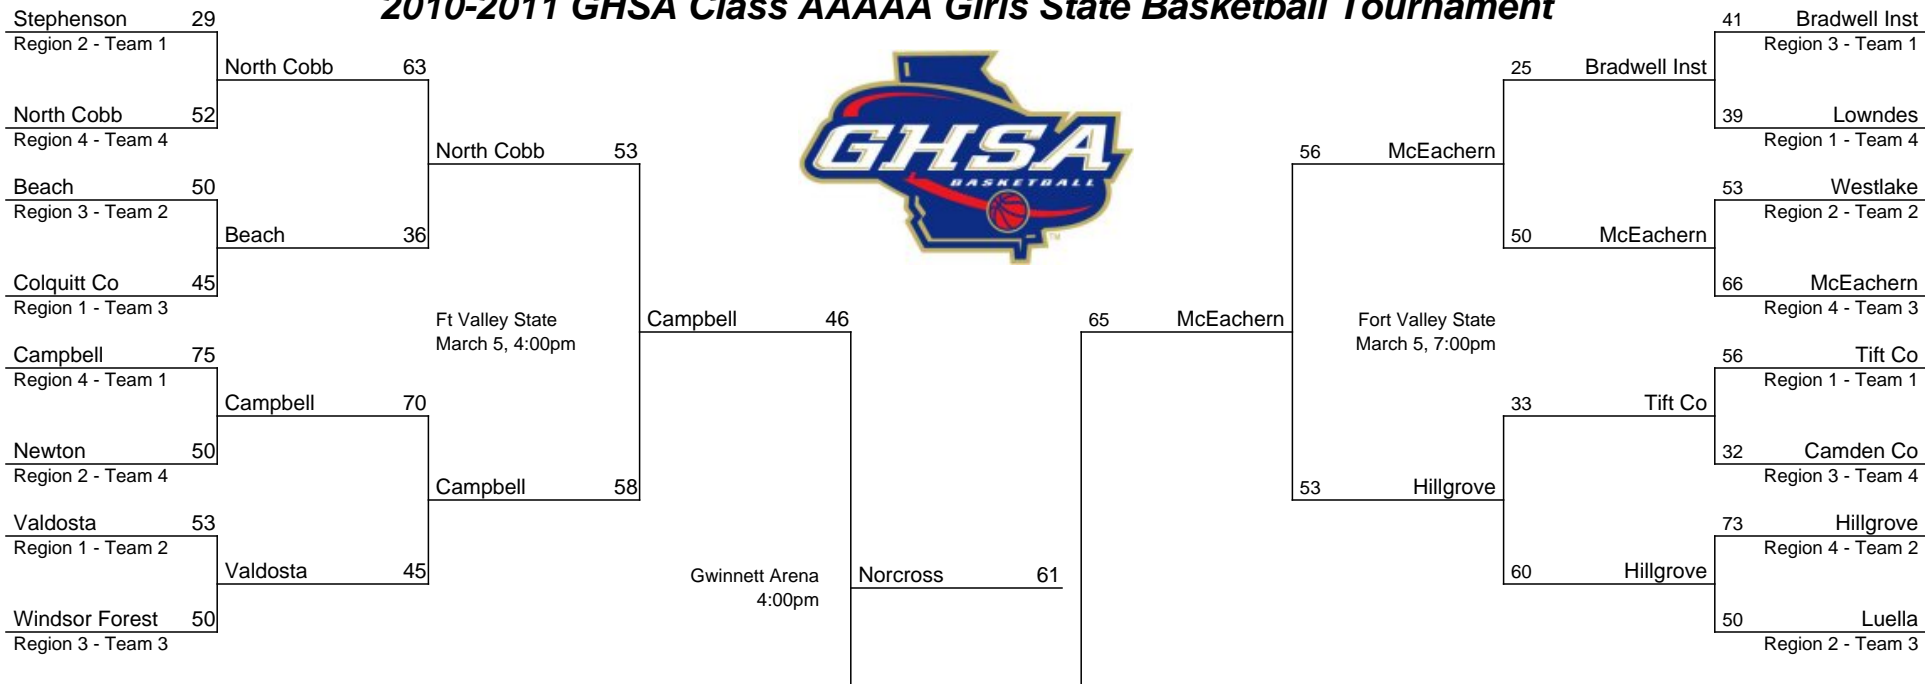 2010-2011 GHSA Class AAAAA Girls State Basketball Tournament
Stephenson 29
Region 2 - Team 1
North Cobb 63
North Cobb 52
Region 4 - Team 4
North Cobb 53
Beach 50
Region 3 - Team 2
Beach 36
Colquitt Co 45
Region 1 - Team 3
Ft Valley State
March 5, 4:00pm
Campbell 46
Campbell 75
Region 4 - Team 1
Campbell 70
Newton 50
Region 2 - Team 4
Campbell 58
Valdosta 53
Region 1 - Team 2
Valdosta 45
Windsor Forest 50
Region 3 - Team 3
GHSA
BASKETBALL
TM
Gwinnett Arena
4:00pm
Norcross 61
41 Bradwell Inst
Region 3 - Team 1
25 Bradwell Inst
39 Lowndes
Region 1 - Team 4
56 McEachern
53 Westlake
Region 2 - Team 2
50 McEachern
66 McEachern
Region 4 - Team 3
65 McEachern
Fort Valley State
March 5, 7:00pm
56 Tift Co
Region 1 - Team 1
33 Tift Co
32 Camden Co
Region 3 - Team 4
53 Hillgrove
73 Hillgrove
Region 4 - Team 2
60 Hillgrove
50 Luella
Region 2 - Team 3